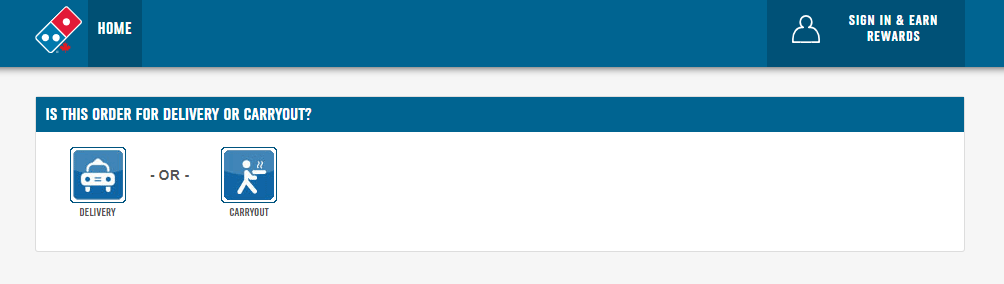 HOME
SIGN IN & EARN
REWARDS
IS THIS ORDER FOR DELIVERY OR CARRYOUT?
- OR -
DELIVERY
CARRYOUT